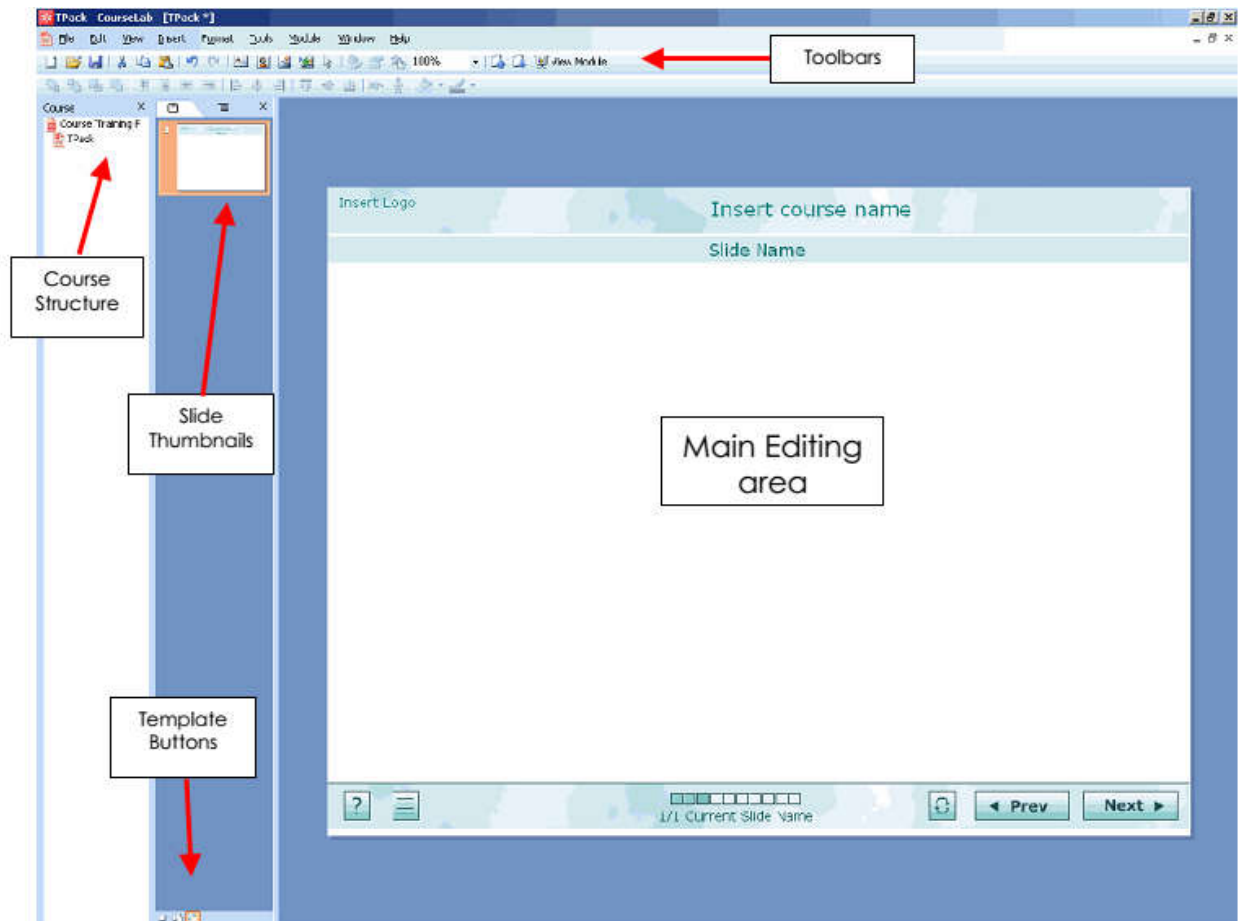 TPack CourseLab [TPack *]
File Edit View Insert Format Tools Module Window Help
100% View Module
Toolbars
Course
Course Training F
TPack
Insert Logo
Insert course name
Slide Name
Course
Structure
Slide
Thumbnails
Main Editing
area
Template
Buttons
?
1/1 Current Slide Name
Prev
Next